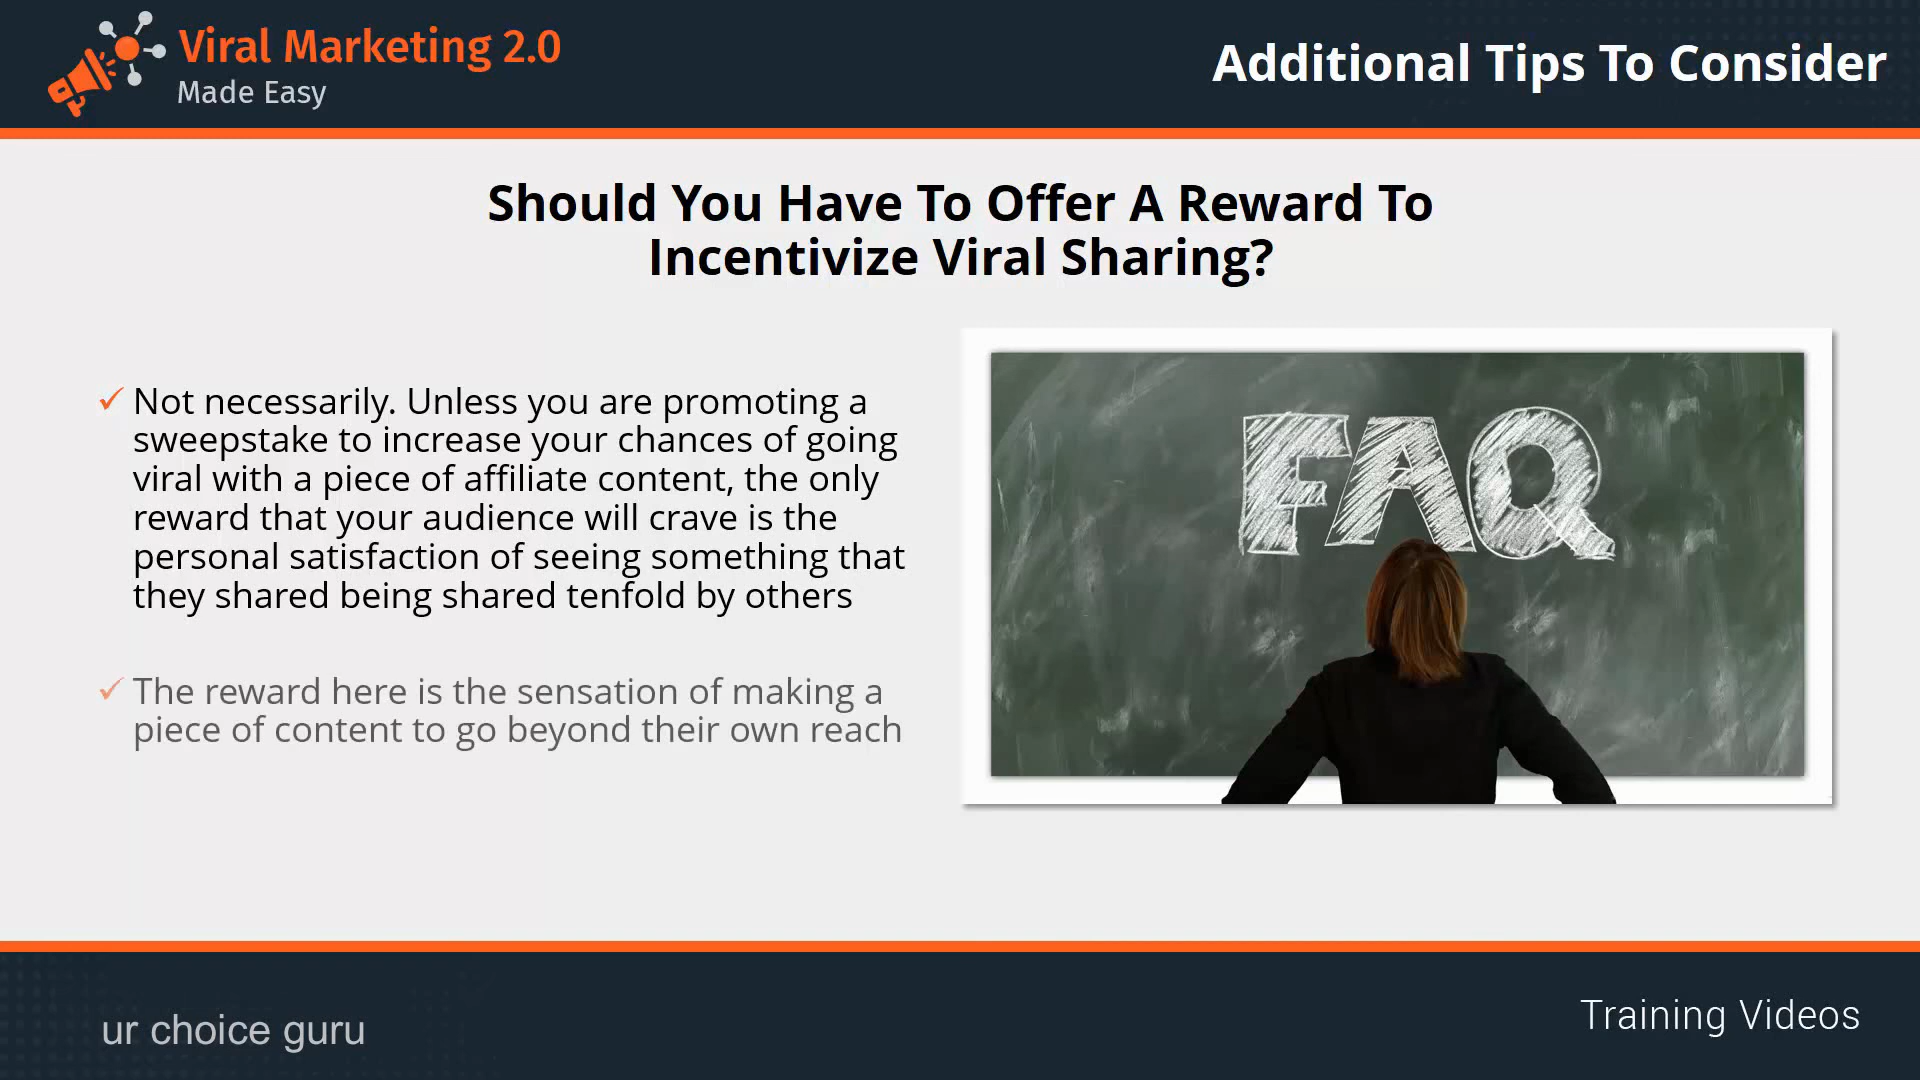 Viral Marketing 2.0
Made Easy
Additional Tips To Consider
Should You Have To Offer A Reward To
Incentivize Viral Sharing?
✓ Not necessarily. Unless you are promoting a
sweepstake to increase your chances of going
viral with a piece of affiliate content, the only
reward that your audience will crave is the
personal satisfaction of seeing something that
they shared being shared tenfold by others
✓ The reward here is the sensation of making a
piece of content to go beyond their own reach
FAQ
ur choice guru
Training Videos